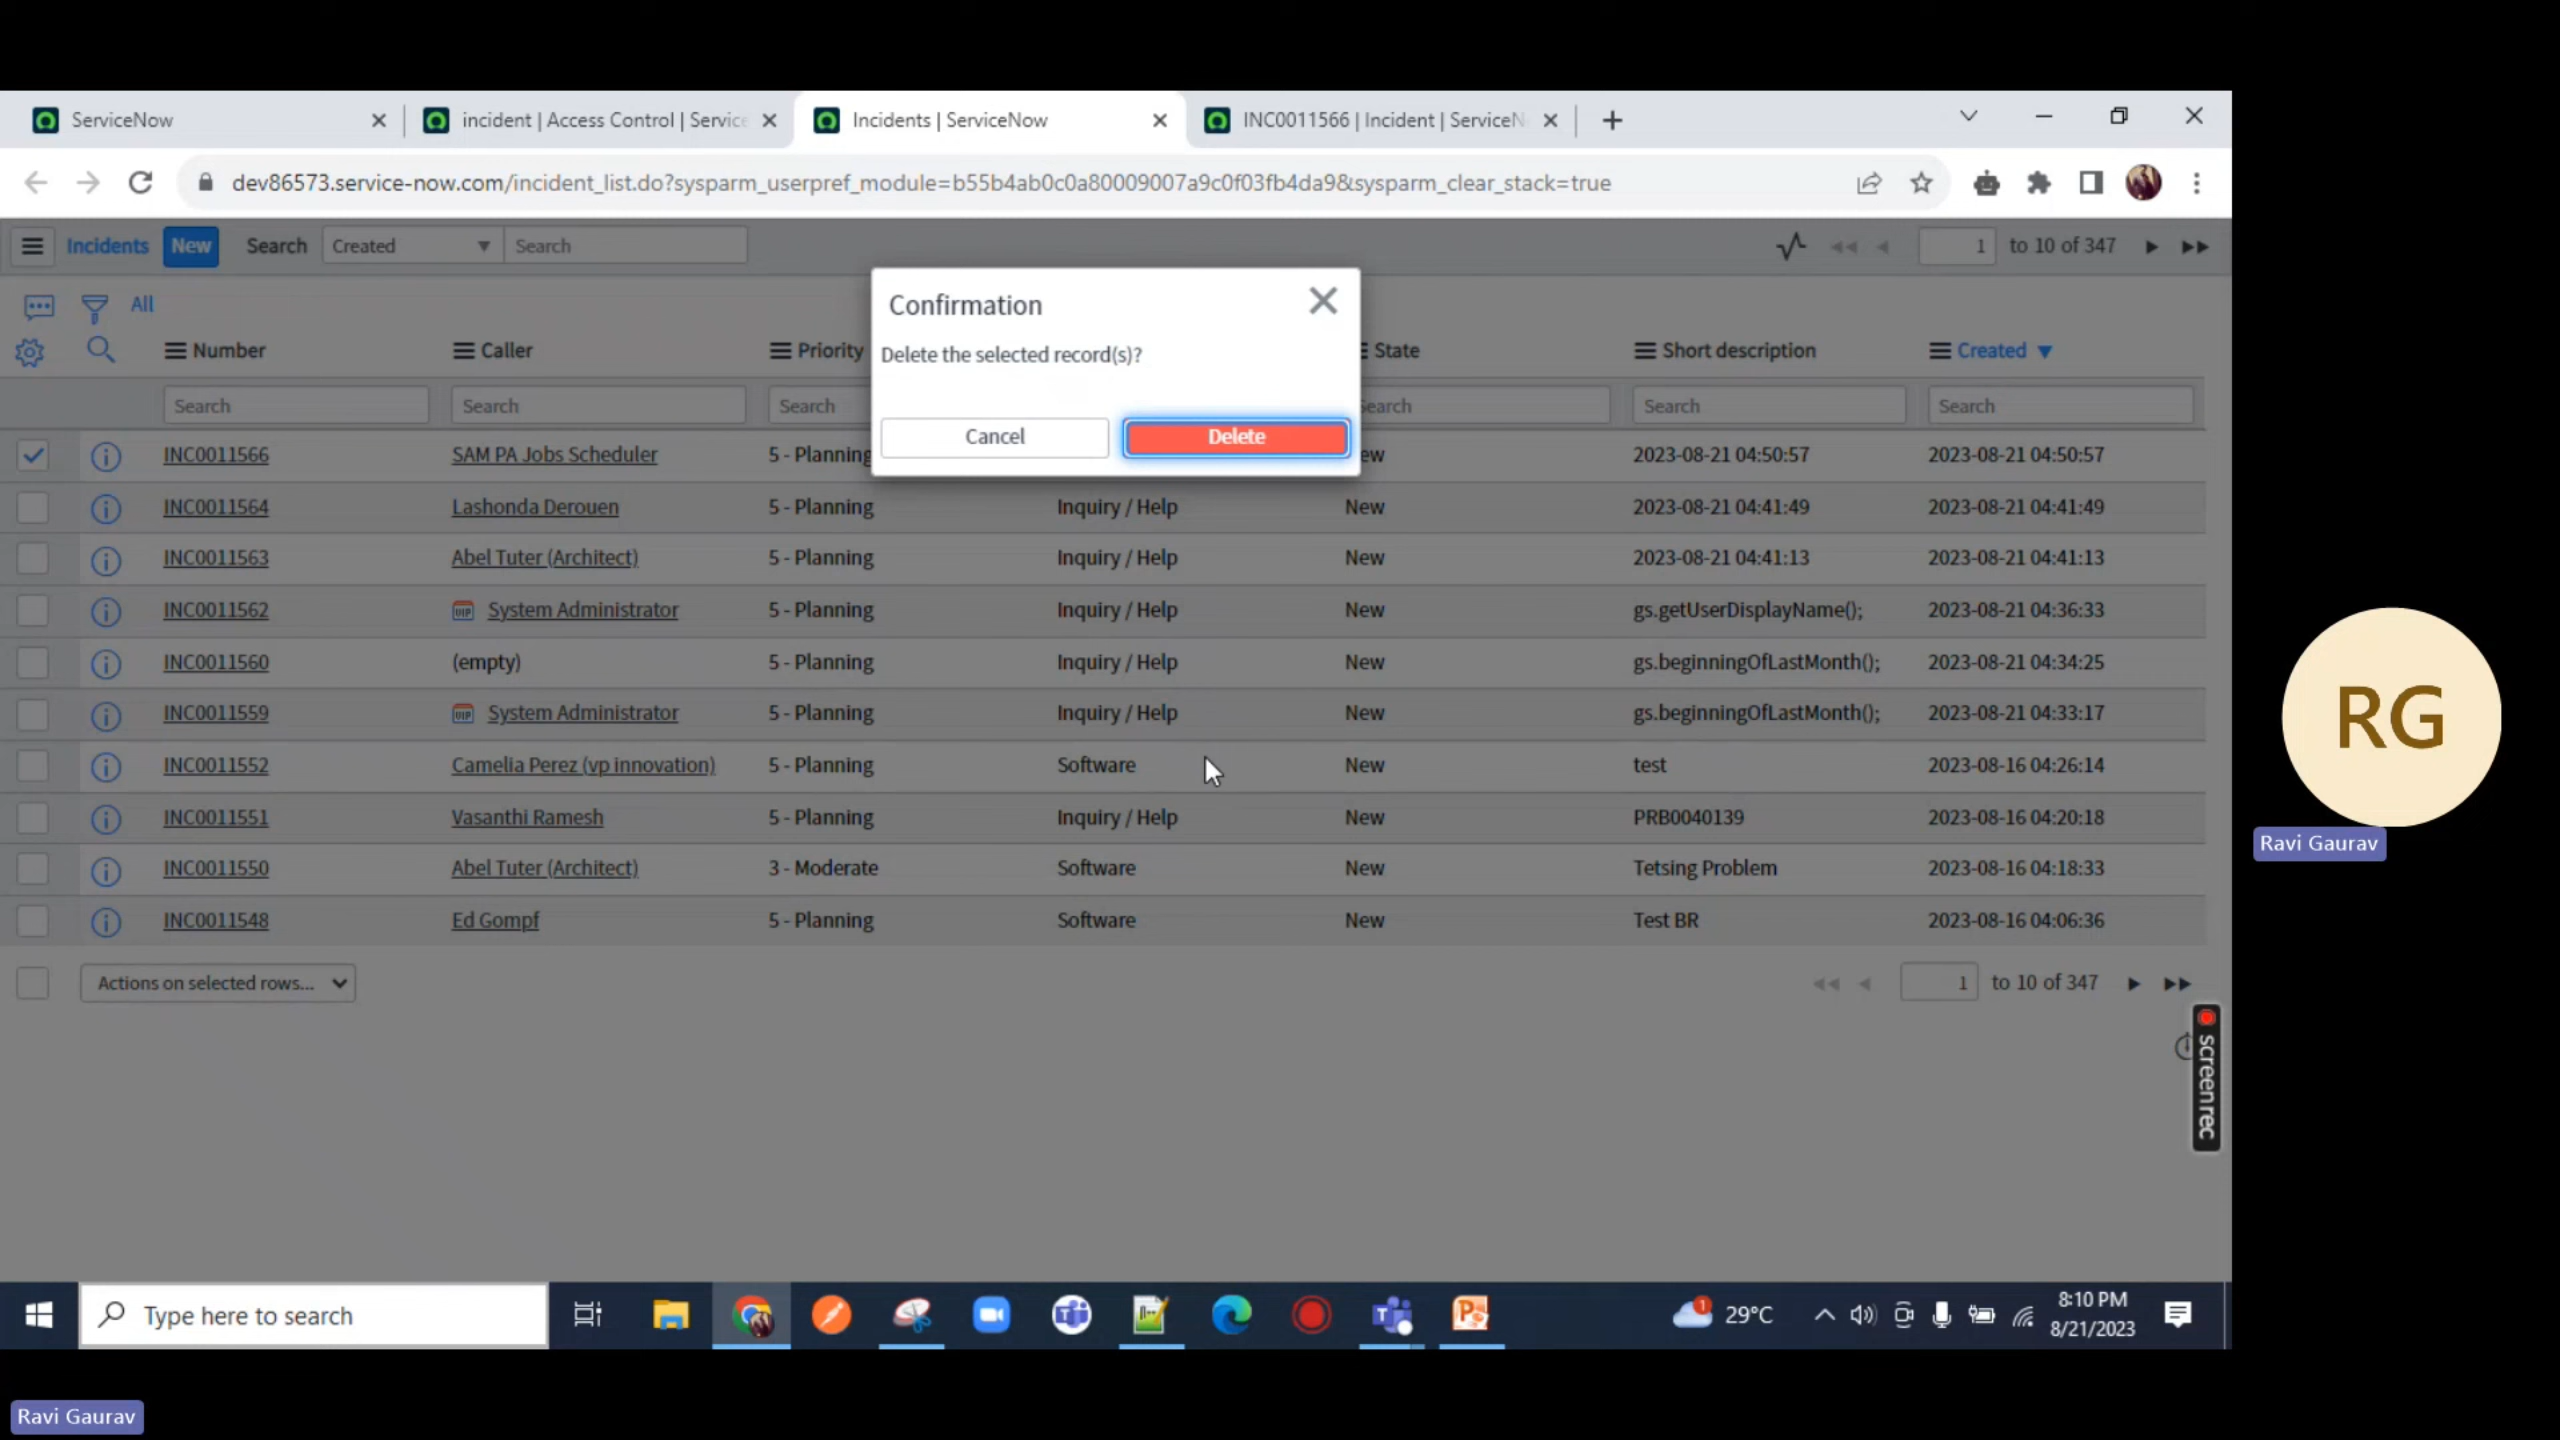 ServiceNow
incident | Access Control | Service
Incidents | ServiceNow
INC0011566 | Incident | ServiceN
dev86573.service-now.com/incident_list.do?sysparm_userpref_module=b55b4ab0c0a80009007a9c0f03fb4da9&sysparm_clear_stack=true
Incidents New Search Created Search 1 to 10 of 347
All
Confirmation
Delete the selected record(s)?
Cancel Delete
Number Caller Priority State Short description Created
Search Search Search earch Search Search
INC0011566 SAM PA Jobs Scheduler 5 - Planning ew 2023-08-21 04:50:57 2023-08-21 04:50:57
INC0011564 Lashonda Derouen 5 - Planning Inquiry / Help New 2023-08-21 04:41:49 2023-08-21 04:41:49
INC0011563 Abel Tuter (Architect) 5 - Planning Inquiry / Help New 2023-08-21 04:41:13 2023-08-21 04:41:13
INC0011562 VIP System Administrator 5 - Planning Inquiry / Help New gs.getUserDisplayName(); 2023-08-21 04:36:33
INC0011560 (empty) 5 - Planning Inquiry / Help New gs.beginningOfLastMonth(); 2023-08-21 04:34:25
INC0011559 VIP System Administrator 5 - Planning Inquiry / Help New gs.beginningOfLastMonth(); 2023-08-21 04:33:17
INC0011552 Camelia Perez (vp innovation) 5 - Planning Software New test 2023-08-16 04:26:14
INC0011551 Vasanthi Ramesh 5 - Planning Inquiry / Help New PRB0040139 2023-08-16 04:20:18
INC0011550 Abel Tuter (Architect) 3 - Moderate Software New Tetsing Problem 2023-08-16 04:18:33
INC0011548 Ed Gompf 5 - Planning Software New Test BR 2023-08-16 04:06:36
Actions on selected rows... 1 to 10 of 347
screenrec
RG
Ravi Gaurav
Type here to search
1 29°C
8:10 PM
8/21/2023
Ravi Gaurav